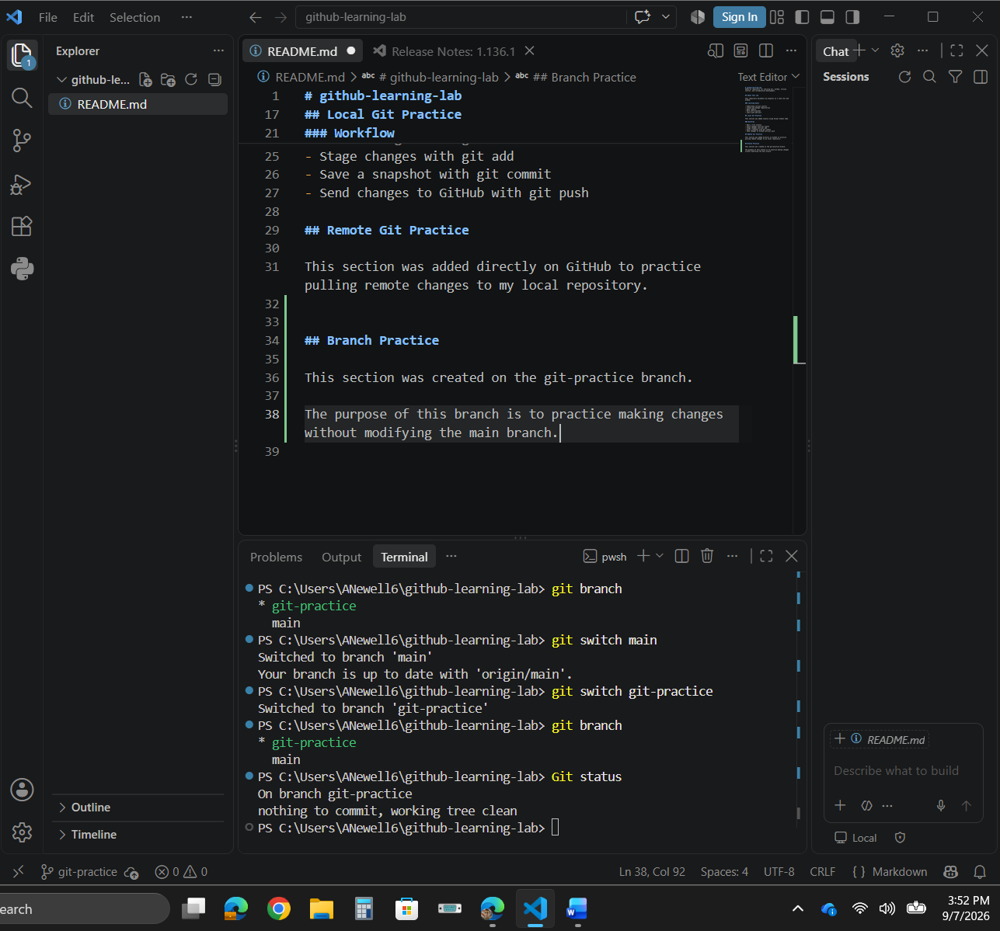 File Edit Selection ···
github-learning-lab
Sign In
Explorer
1
github-le...
README.md
Outline
Timeline
README.md
Release Notes: 1.136.1
README.md > # github-learning-lab > ## Branch Practice
Text Editor
1 # github-learning-lab
17 ## Local Git Practice
21 ### Workflow
25 - Stage changes with git add
26 - Save a snapshot with git commit
27 - Send changes to GitHub with git push
28
29 ## Remote Git Practice
30
31 This section was added directly on GitHub to practice
pulling remote changes to my local repository.
32
33
34 ## Branch Practice
35
36 This section was created on the git-practice branch.
37
38 The purpose of this branch is to practice making changes
without modifying the main branch.
39
Problems Output Terminal ···
pwsh
PS C:\Users\ANewell6\github-learning-lab> git branch
* git-practice
main
PS C:\Users\ANewell6\github-learning-lab> git switch main
Switched to branch 'main'
Your branch is up to date with 'origin/main'.
PS C:\Users\ANewell6\github-learning-lab> git switch git-practice
Switched to branch 'git-practice'
PS C:\Users\ANewell6\github-learning-lab> git branch
* git-practice
main
PS C:\Users\ANewell6\github-learning-lab> Git status
On branch git-practice
nothing to commit, working tree clean
PS C:\Users\ANewell6\github-learning-lab>
Chat
Sessions
README.md
Describe what to build
Local
git-practice 0 0
Ln 38, Col 92 Spaces: 4 UTF-8 CRLF { } Markdown
earch
3:52 PM
9/7/2026